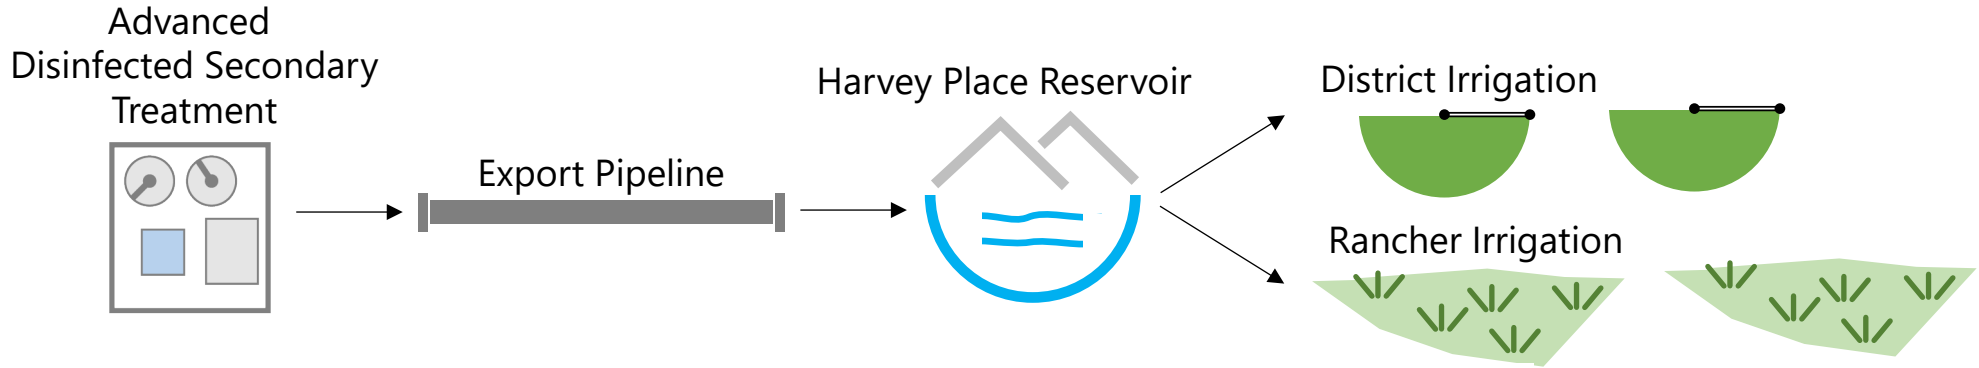 Advanced
Disinfected Secondary
Treatment
Export Pipeline
Harvey Place Reservoir
District Irrigation
Rancher Irrigation